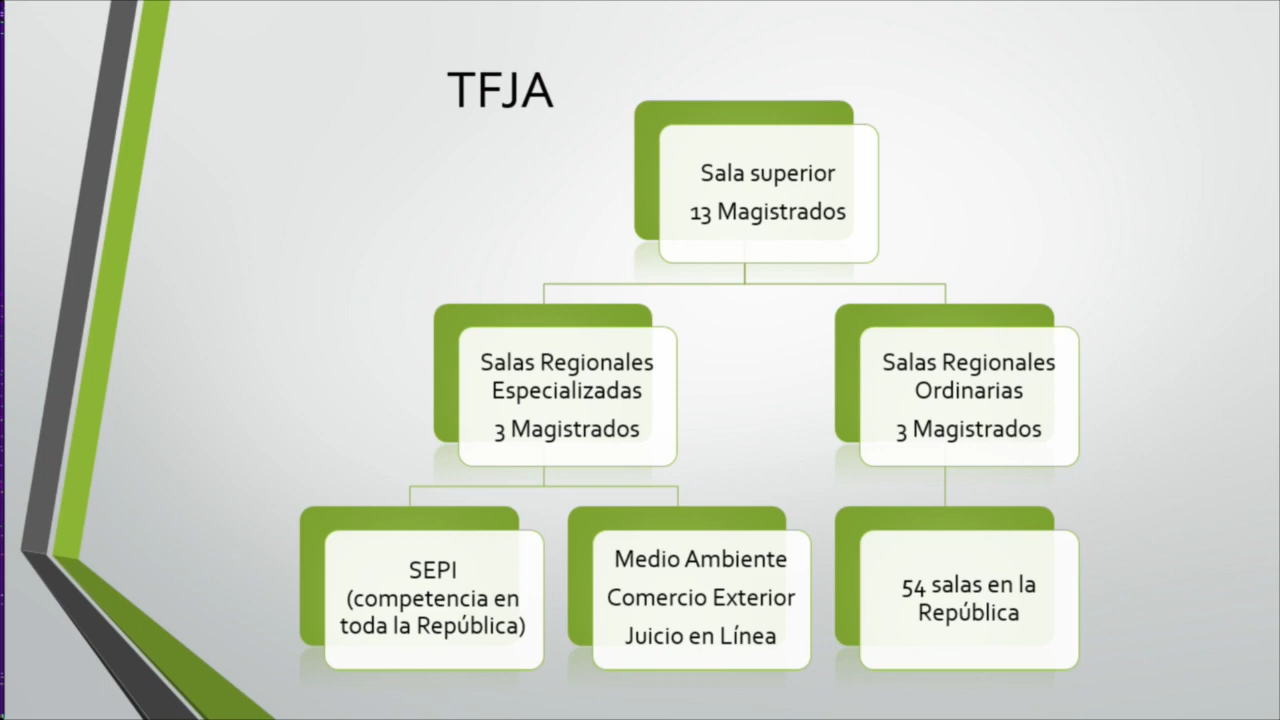 TFJA
Sala superior
13 Magistrados
Salas Regionales
Especializadas
3 Magistrados
Salas Regionales
Ordinarias
3 Magistrados
SEPI
(competencia en
toda la República)
Medio Ambiente
Comercio Exterior
Juicio en Línea
54 salas en la
República